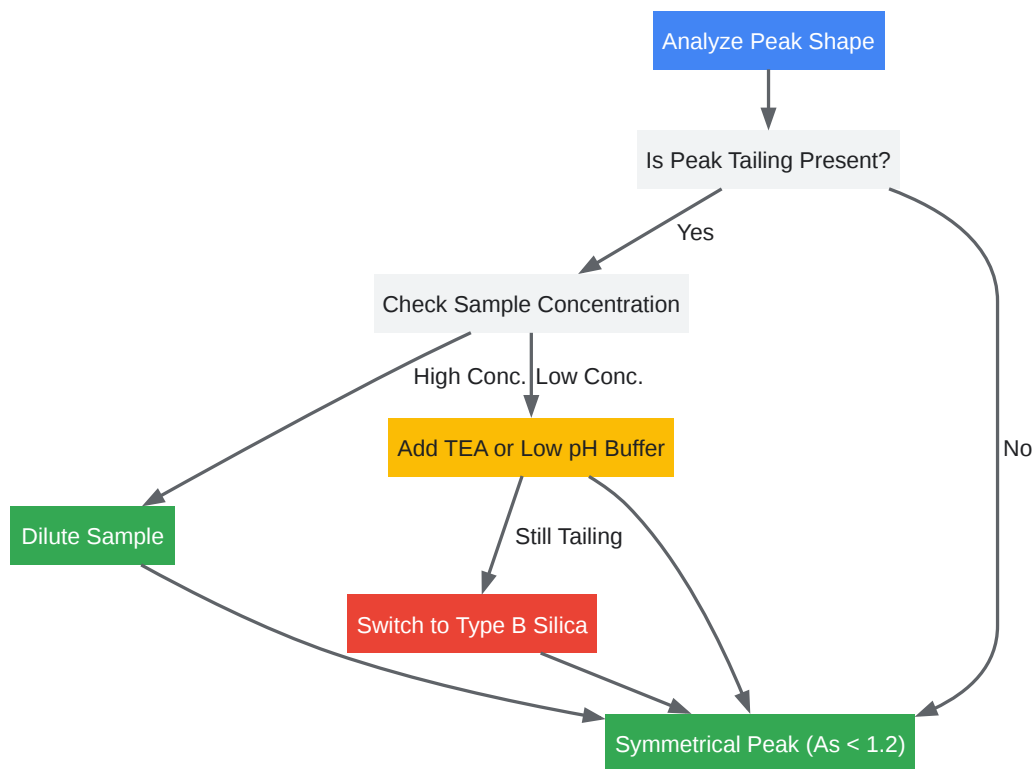 Analyze Peak Shape
Is Peak Tailing Present?
Yes
Check Sample Concentration
High Conc.
Low Conc.
Add TEA or Low pH Buffer
No
Dilute Sample
Still Tailing
Switch to Type B Silica
Symmetrical Peak (As < 1.2)